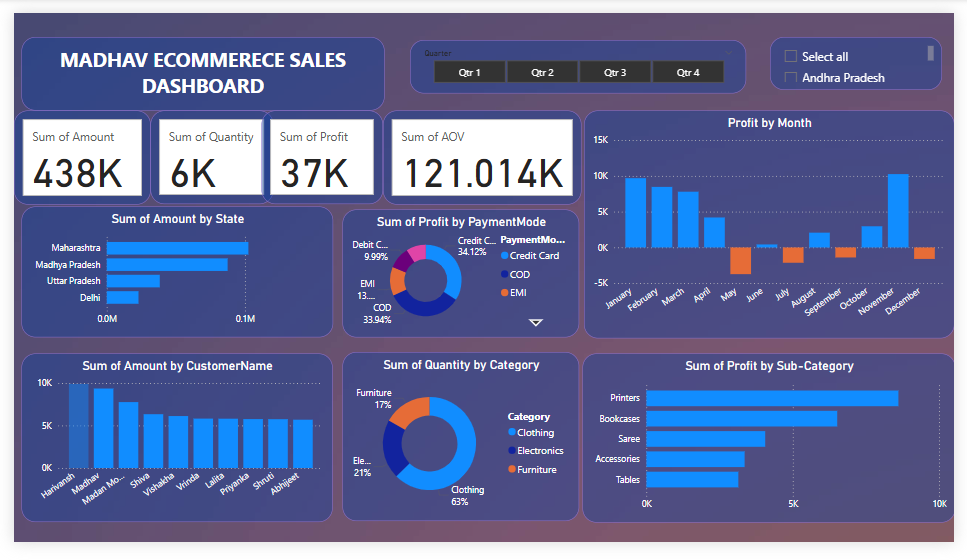 MADHAV ECOMMERECE SALES
DASHBOARD
Quarter
Qtr 1
Qtr 2
Qtr 3
Qtr 4
Select all
Andhra Pradesh
Sum of Amount
438K
Sum of Quantity
6K
Sum of Profit
37K
Sum of AOV
121.014K
Profit by Month
15K
10K
5K
0K
-5K
January
February
March
April
May
June
July
August
September
October
November
December
Sum of Amount by State
Maharashtra
Madhya Pradesh
Uttar Pradesh
Delhi
0.0M
0.1M
Sum of Profit by PaymentMode
Debit C...
9.99%
Credit C...
34.12%
EMI
13....
COD
33.94%
PaymentMo...
Credit Card
COD
EMI
Sum of Amount by CustomerName
10K
5K
0K
Harivansh
Madhav
Madan Mo...
Shiva
Vishakha
Vrinda
Lalita
Priyanka
Shruti
Abhijeet
Sum of Quantity by Category
Furniture
17%
Ele...
21%
Clothing
63%
Category
Clothing
Electronics
Furniture
Sum of Profit by Sub-Category
Printers
Bookcases
Saree
Accessories
Tables
0K
5K
10K